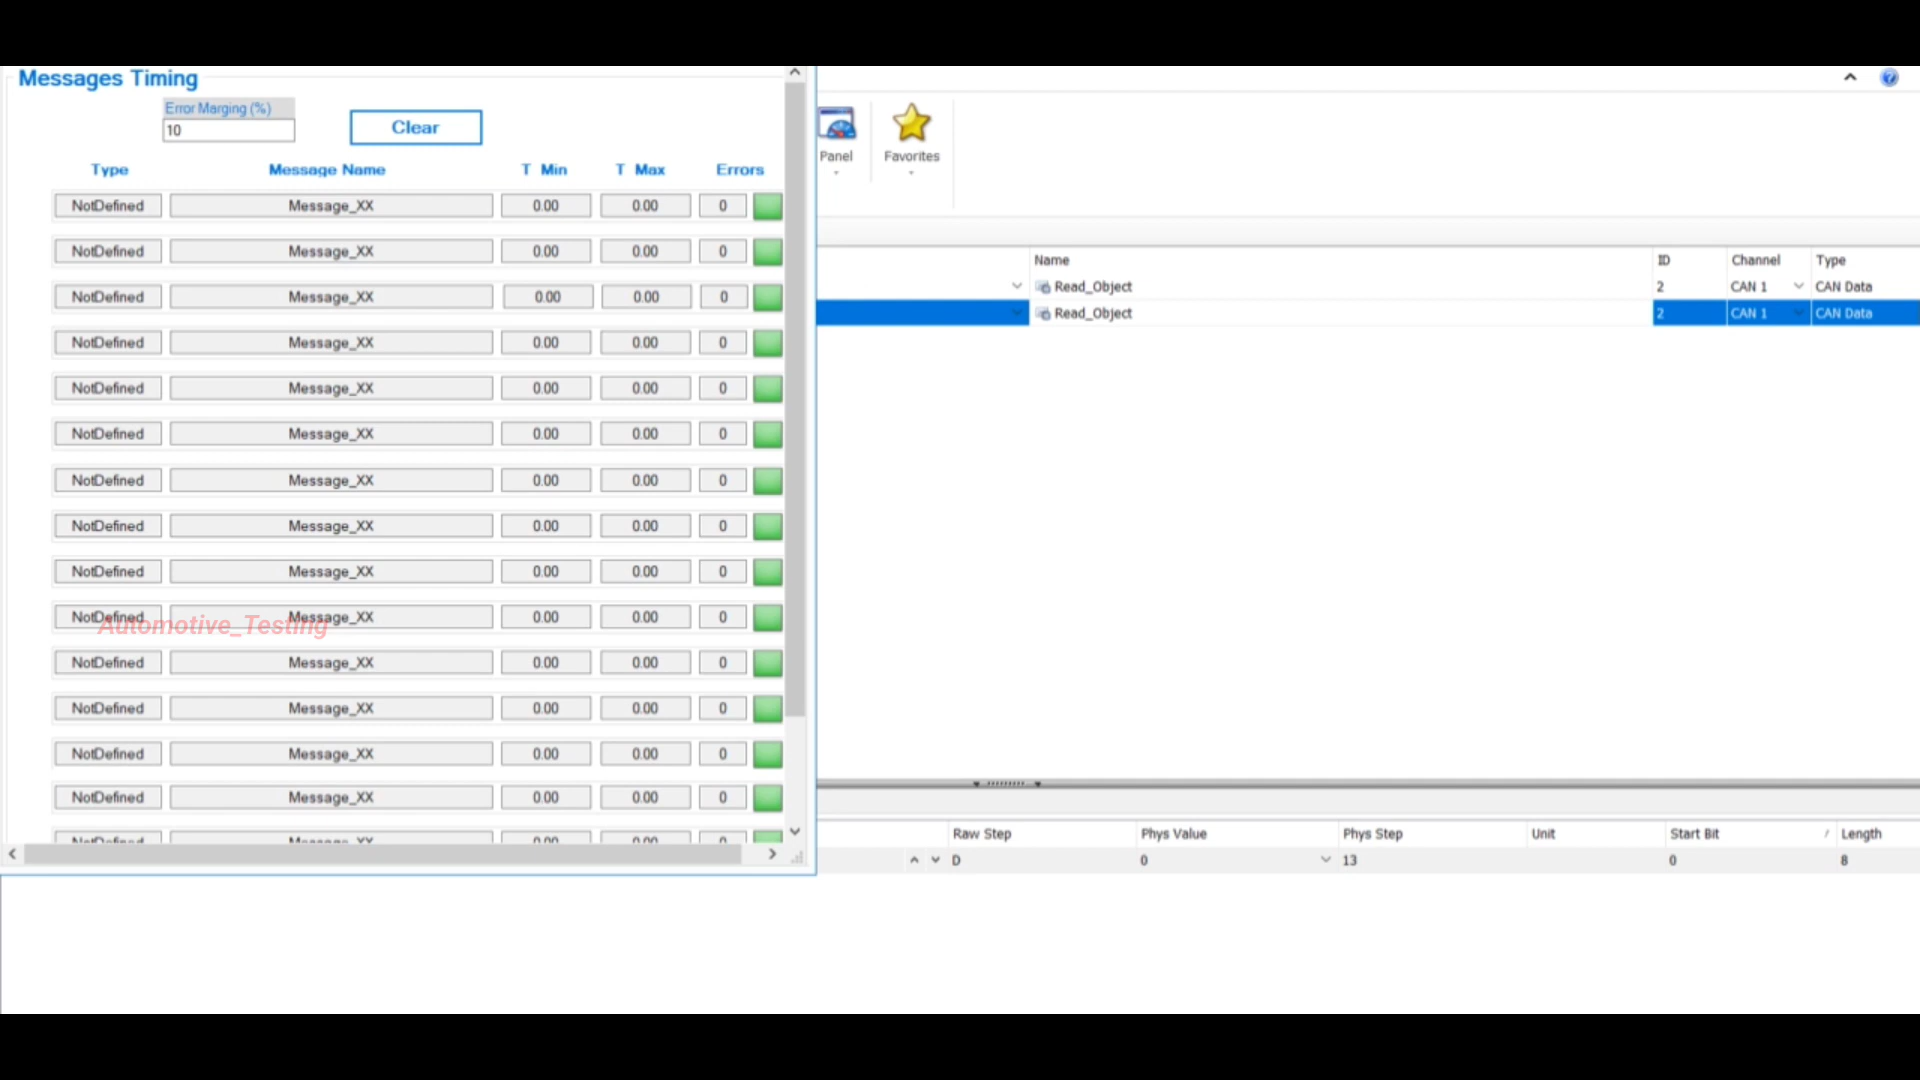 Messages Timing
Error Marging (%)
10
Clear
Type Message Name T Min T Max Errors
NotDefined Message_XX 0.00 0.00 0
NotDefined Message_XX 0.00 0.00 0
NotDefined Message_XX 0.00 0.00 0
NotDefined Message_XX 0.00 0.00 0
NotDefined Message_XX 0.00 0.00 0
NotDefined Message_XX 0.00 0.00 0
NotDefined Message_XX 0.00 0.00 0
NotDefined Message_XX 0.00 0.00 0
NotDefined Message_XX 0.00 0.00 0
NotDefined Message_XX 0.00 0.00 0
Automotive_Testing
NotDefined Message_XX 0.00 0.00 0
NotDefined Message_XX 0.00 0.00 0
NotDefined Message_XX 0.00 0.00 0
NotDefined Message_XX 0.00 0.00 0
NotDefined Message_XX 0.00 0.00 0
Panel Favorites
Name ID Channel Type
Read_Object 2 CAN 1 CAN Data
Read_Object 2 CAN 1 CAN Data
Raw Step Phys Value Phys Step Unit Start Bit / Length
D 0 13 0 8